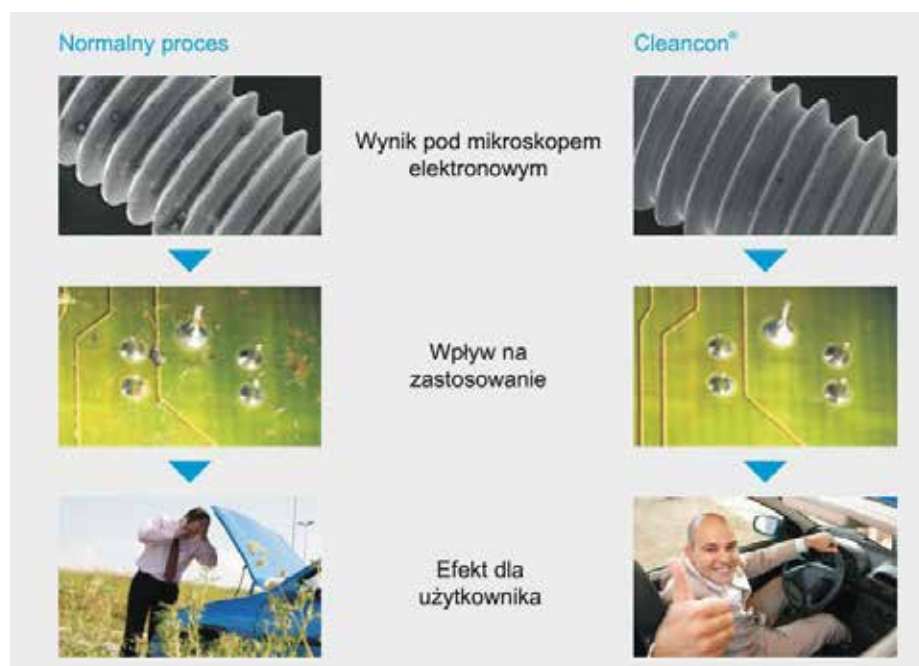 Normalny proces
Cleancon®
Wynik pod mikroskopem
elektronowym
Wpływ na
zastosowanie
Efekt dla
użytkownika